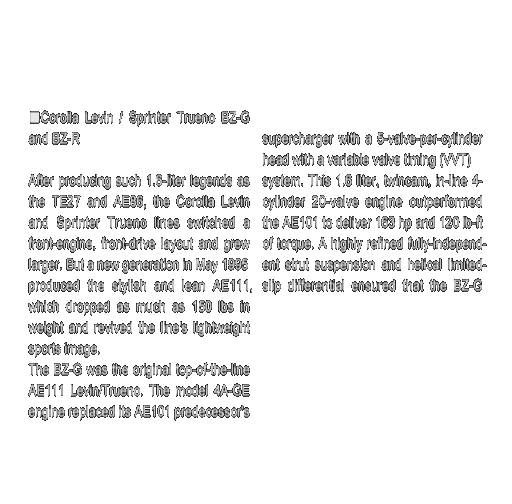 ■Corolla Levin / Sprinter Trueno BZ-G
and BZ-R
After producing such 1.6-liter legends as
the TE27 and AE86, the Corolla Levin
and Sprinter Trueno lines switched a
front-engine, front-drive layout and grew
larger. But a new generation in May 1995
produced the stylish and lean AE111,
which dropped as much as 150 lbs in
weight and revived the line's lightweight
sports image.
The BZ-G was the original top-of-the-line
AE111 Levin/Trueno. The model 4A-GE
engine replaced its AE101 predecessor's
supercharger with a 5-valve-per-cylinder
head with a variable valve timing (VVT)
system. This 1.6 liter, twincam, in-line 4-
cylinder 20-valve engine outperformed
the AE101 to deliver 163 hp and 120 lb-ft
of torque. A highly refined fully-independ-
ent strut suspension and helical limited-
slip differential ensured that the BZ-G